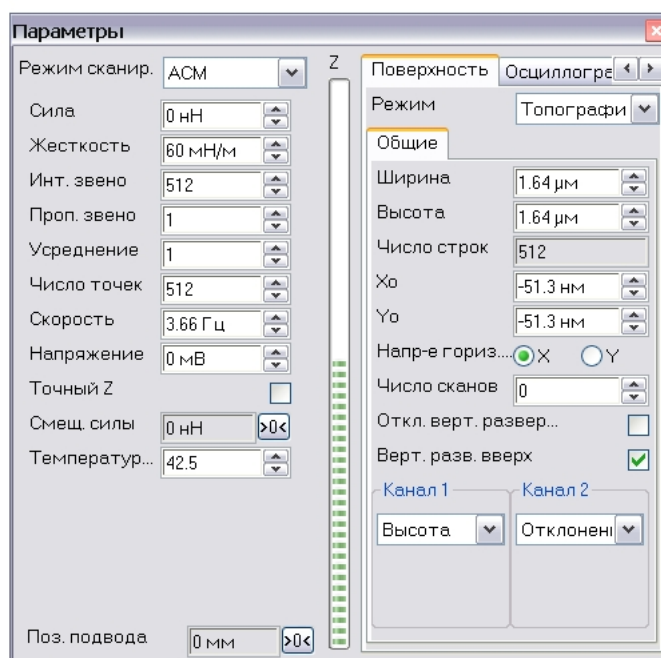 Параметры
Режим сканир. АСМ
Сила 0 нН
Жесткость 60 мН/м
Инт. звено 512
Проп. звено 1
Усреднение 1
Число точек 512
Скорость 3.66 Гц
Напряжение 0 мВ
Точный Z
Смещ. силы 0 нН >0<
Температур... 42.5
Поз. подвода 0 мм >0<
Z
Поверхность Осциллогра
Режим Топографи
Общие
Ширина 1.64 µм
Высота 1.64 µм
Число строк 512
Xo -51.3 нм
Yo -51.3 нм
Напр-е гориз.... X Y
Число сканов 0
Откл. верт. развер...
Верт. разв. вверх
Канал 1 Канал 2
Высота Отклонени